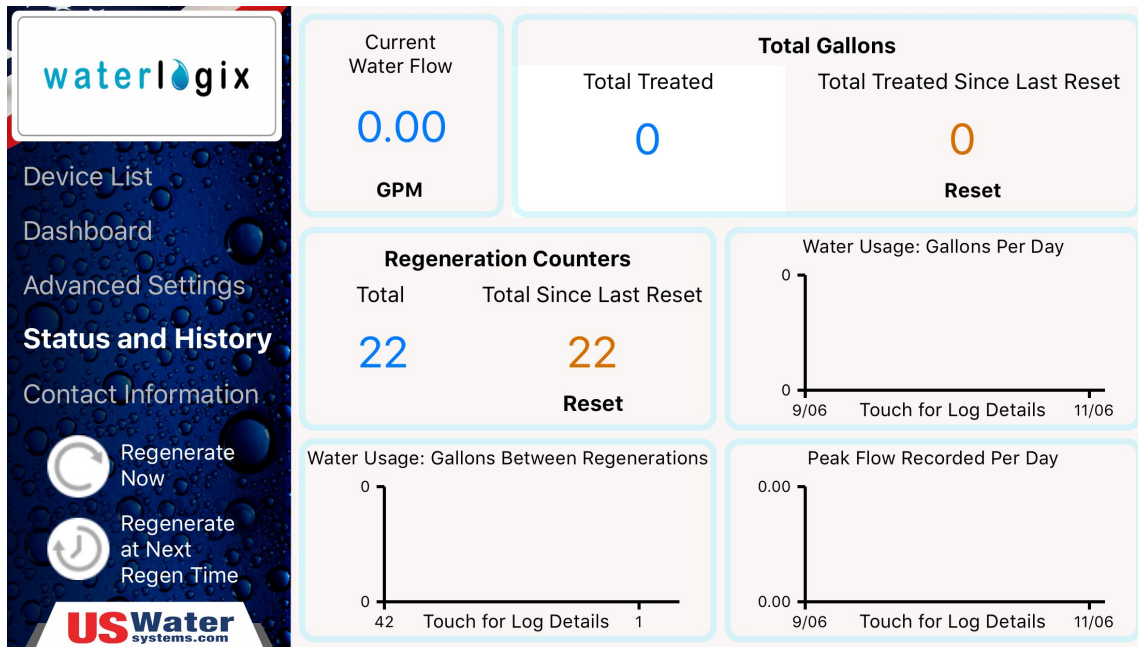 waterlogix
Device List
Dashboard
Advanced Settings
Status and History
Contact Information
Regenerate
Now
Regenerate
at Next
Regen Time
USWater
systems.com
Current
Water Flow
0.00
GPM
Total Gallons
Total Treated
0
Total Treated Since Last Reset
0
Reset
Regeneration Counters
Total
22
Total Since Last Reset
22
Reset
Water Usage: Gallons Per Day
0
0
9/06
Touch for Log Details
11/06
Water Usage: Gallons Between Regenerations
0
0
42
Touch for Log Details
1
Peak Flow Recorded Per Day
0.00
0.00
9/06
Touch for Log Details
11/06